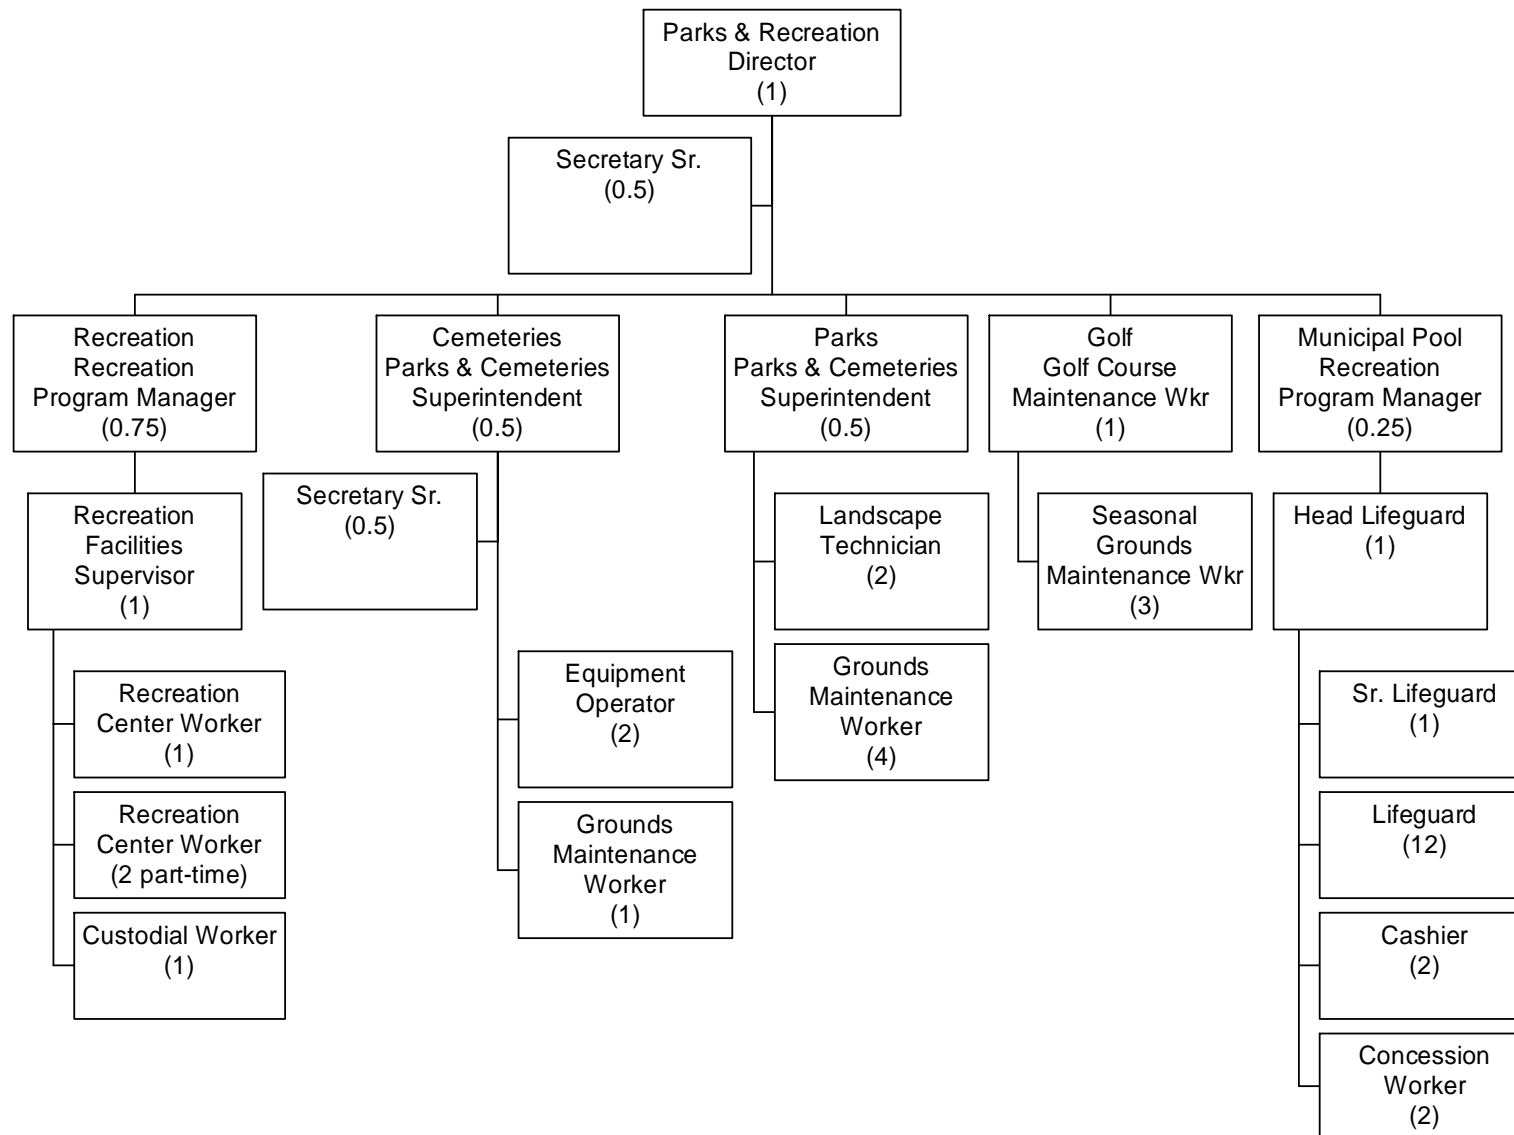 Parks & Recreation
Director
(1)
Secretary Sr.
(0.5)
Recreation
Recreation
Program Manager
(0.75)
Cemeteries
Parks & Cemeteries
Superintendent
(0.5)
Parks
Parks & Cemeteries
Superintendent
(0.5)
Golf
Golf Course
Maintenance Wkr
(1)
Municipal Pool
Recreation
Program Manager
(0.25)
Recreation
Facilities
Supervisor
(1)
Secretary Sr.
(0.5)
Landscape
Technician
(2)
Seasonal
Grounds
Maintenance Wkr
(3)
Head Lifeguard
(1)
Recreation
Center Worker
(1)
Equipment
Operator
(2)
Grounds
Maintenance
Worker
(4)
Sr. Lifeguard
(1)
Recreation
Center Worker
(2 part-time)
Grounds
Maintenance
Worker
(1)
Lifeguard
(12)
Custodial Worker
(1)
Cashier
(2)
Concession
Worker
(2)